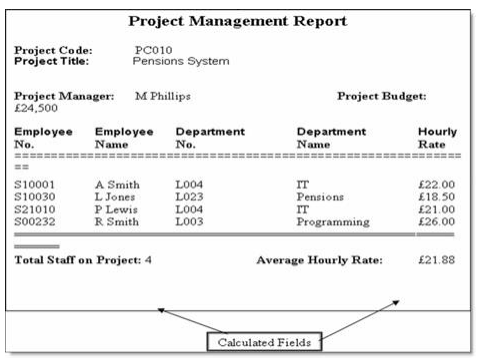 Project Management Report
Project Code: PC010
Project Title: Pensions System
Project Manager: M Phillips Project Budget:
£24,500
Employee Employee Department Department Hourly
No. Name No. Name Rate
==================================================================
==
S10001 A Smith L004 IT £22.00
S10030 L Jones L023 Pensions £18.50
S21010 P Lewis L004 IT £21.00
S00232 R Smith L003 Programming £26.00
Total Staff on Project: 4 Average Hourly Rate: £21.88
Calculated Fields